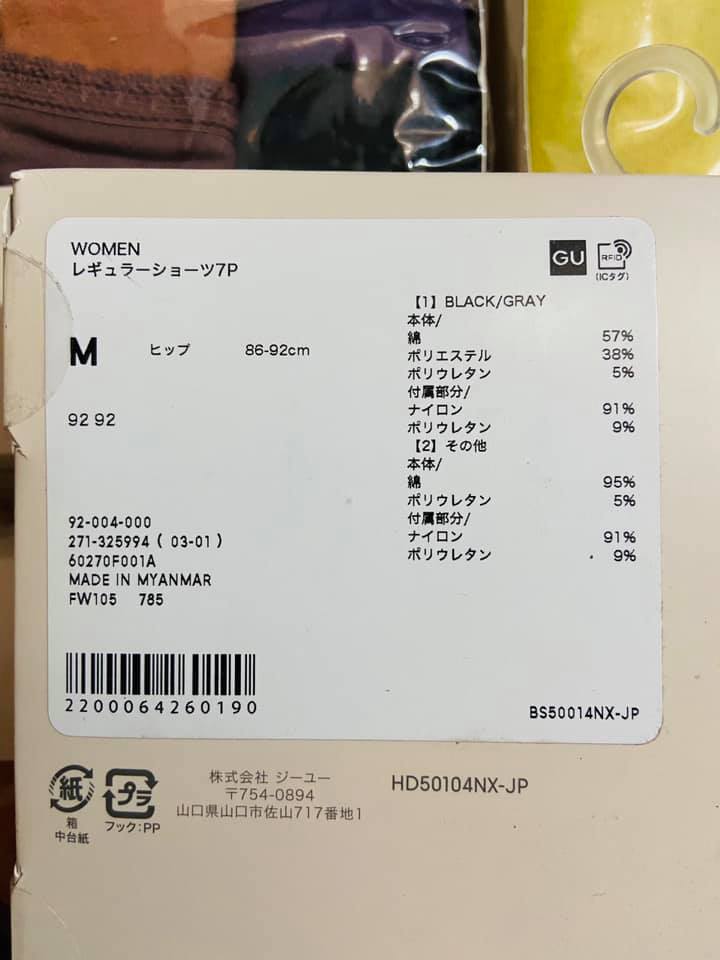 WOMEN
レギュラーショーツ7P
GU
RFID
(ICタグ)
M ヒップ 86-92cm
92 92
【1】BLACK/GRAY
本体/
綿 57%
ポリエステル 38%
ポリウレタン 5%
付属部分/
ナイロン 91%
ポリウレタン 9%
【2】その他
本体/
綿 95%
ポリウレタン 5%
付属部分/
ナイロン 91%
ポリウレタン 9%
92-004-000
271-325994 ( 03-01 )
60270F001A
MADE IN MYANMAR
FW105 785
2200064260190
BS50014NX-JP
紙
箱
中台紙
プラ
フック:PP
株式会社 ジーユー
〒754-0894
山口県山口市佐山717番地1
HD50104NX-JP